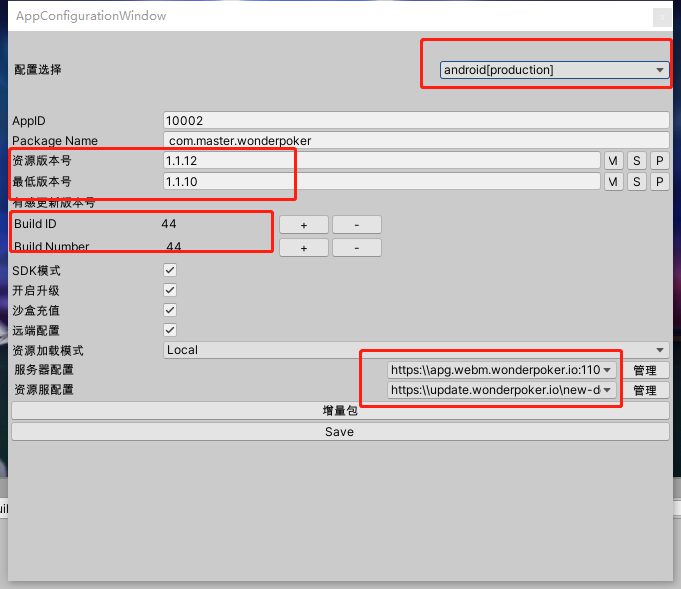 AppConfigurationWindow
x
配置选择 android[production]
AppID 10002
Package Name com.master.wonderpoker
资源版本号 1.1.12 M S P
最低版本号 1.1.10 M S P
有感更新版本号
Build ID 44 + -
Build Number 44 + -
SDK模式
开启升级
沙盒充值
远端配置
资源加载模式 Local
服务器配置 https:\\apg.webm.wonderpoker.io:110 管理
资源服配置 https:\\update.wonderpoker.io\new-d 管理
增量包
Save